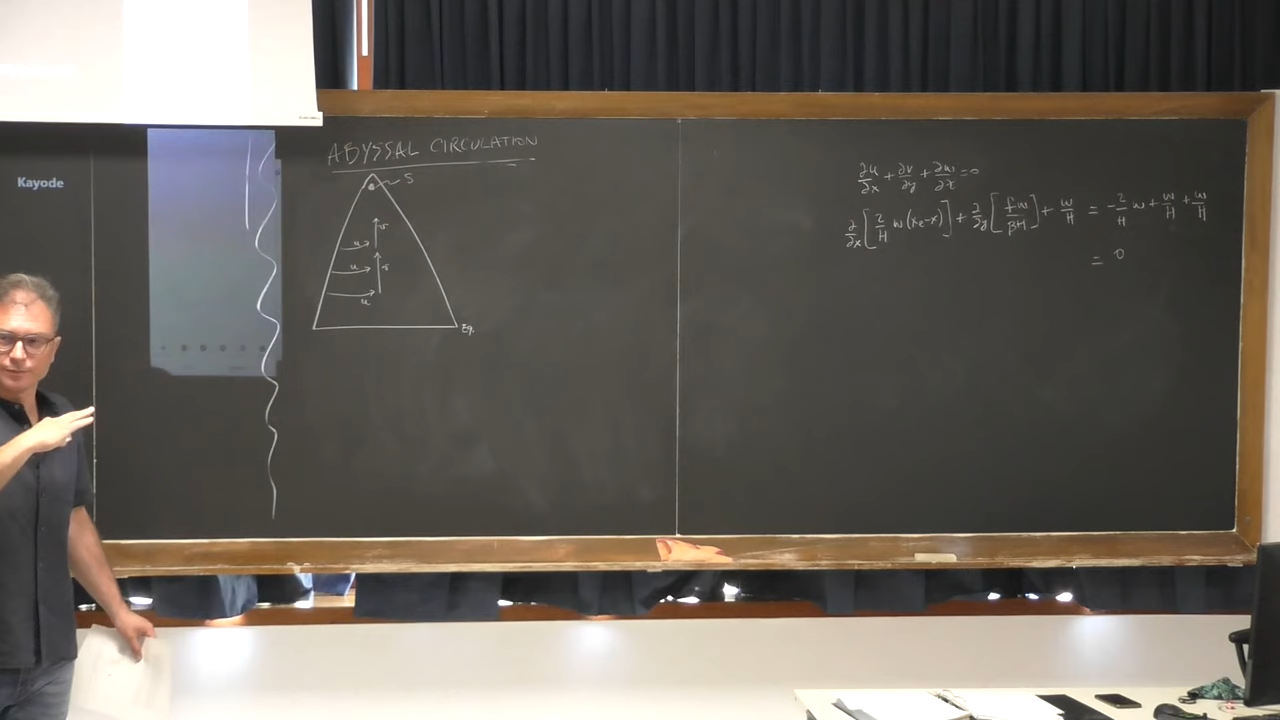 Kayode
ABYSSAL CIRCULATION
S
v
u
u v
u
Eq.
∂u/∂x + ∂v/∂y + ∂w/∂z = 0
∂/∂x [2/H w(xe-x)] + ∂/∂y [fw/βH] + w/H = -2/H w + w/H + w/H
= 0